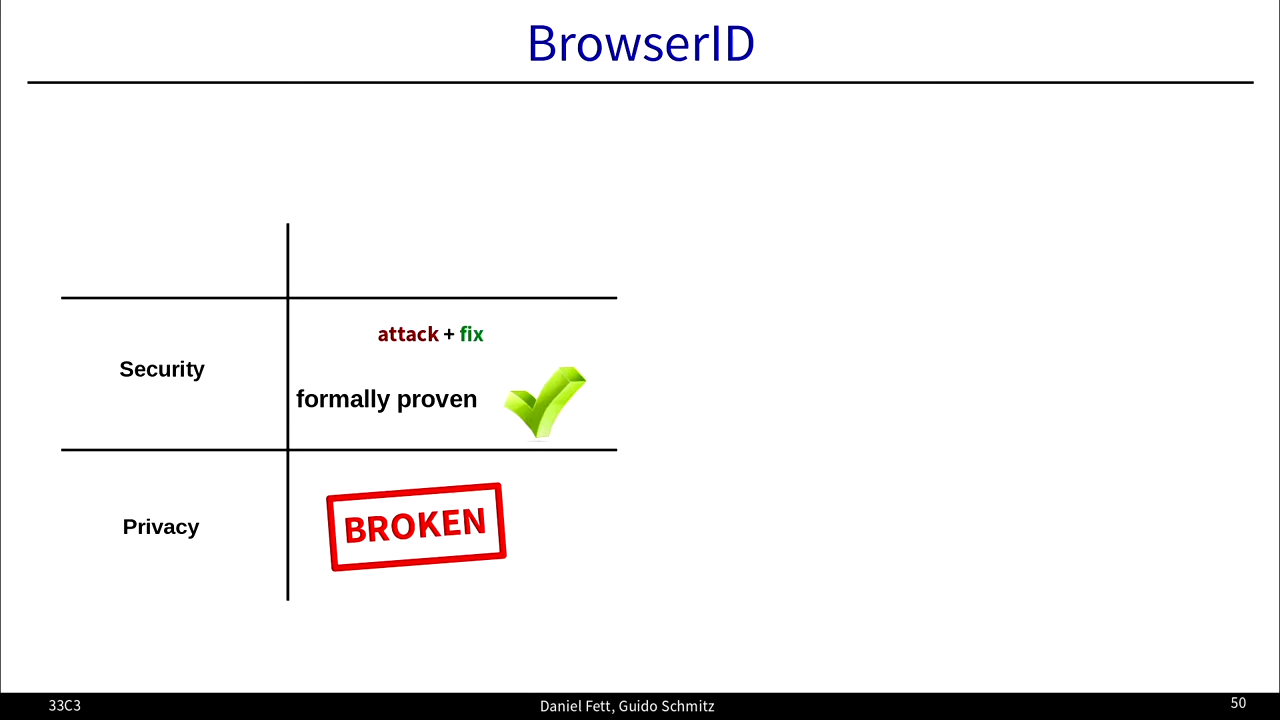 BrowserID
attack + fix
Security
formally proven
Privacy
BROKEN
33C3
Daniel Fett, Guido Schmitz
50